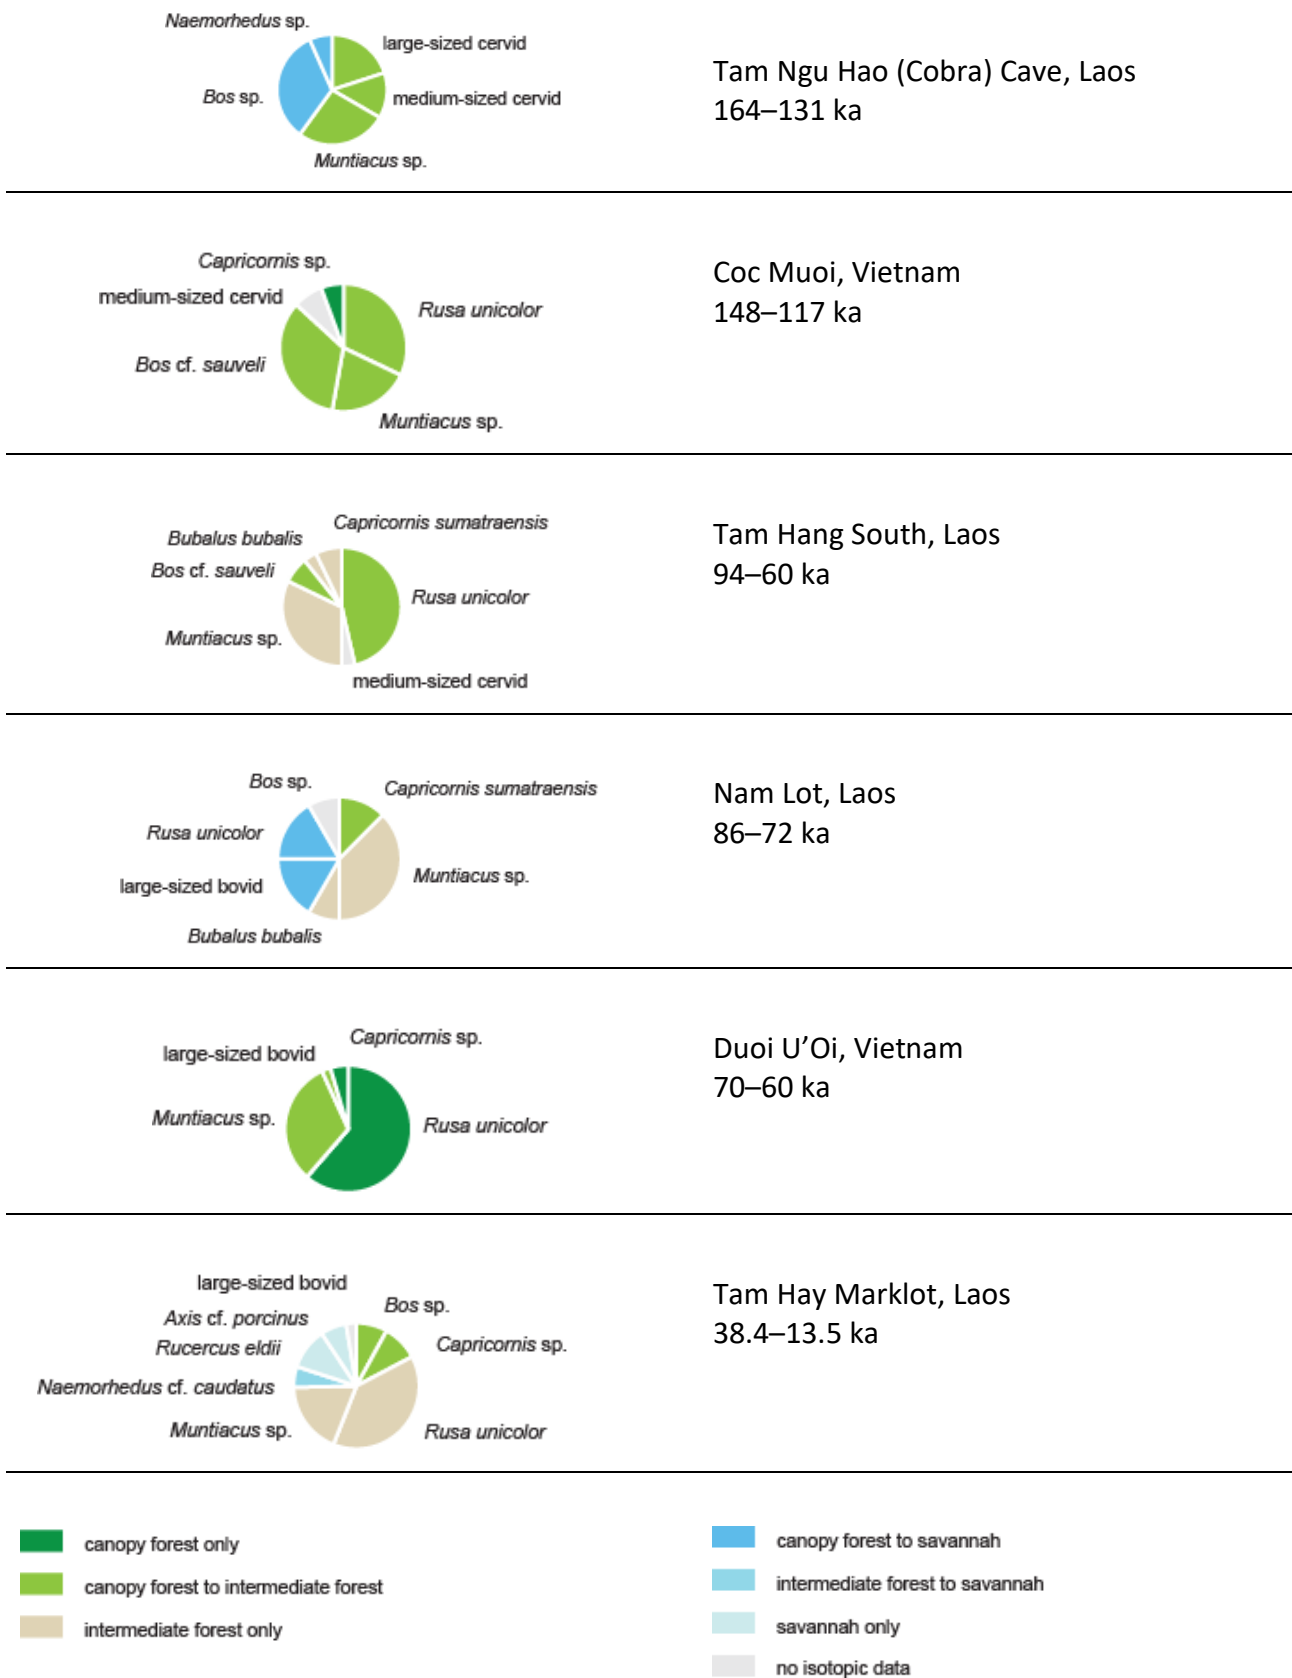 Naemorhedus sp.
large-sized cervid
Bos sp.
medium-sized cervid
Muntiacus sp.
Tam Ngu Hao (Cobra) Cave, Laos
164–131 ka
Capricornis sp.
medium-sized cervid
Rusa unicolor
Bos cf. sauveli
Muntiacus sp.
Coc Muoi, Vietnam
148–117 ka
Capricornis sumatraensis
Bubalus bubalis
Bos cf. sauveli
Rusa unicolor
Muntiacus sp.
medium-sized cervid
Tam Hang South, Laos
94–60 ka
Bos sp.
Capricornis sumatraensis
Rusa unicolor
Muntiacus sp.
large-sized bovid
Bubalus bubalis
Nam Lot, Laos
86–72 ka
Capricornis sp.
large-sized bovid
Muntiacus sp.
Rusa unicolor
Duoi U’Oi, Vietnam
70–60 ka
large-sized bovid
Bos sp.
Axis cf. porcinus
Rucercus eldii
Capricornis sp.
Naemorhedus cf. caudatus
Muntiacus sp.
Rusa unicolor
Tam Hay Marklot, Laos
38.4–13.5 ka
canopy forest only
canopy forest to intermediate forest
intermediate forest only
canopy forest to savannah
intermediate forest to savannah
savannah only
no isotopic data